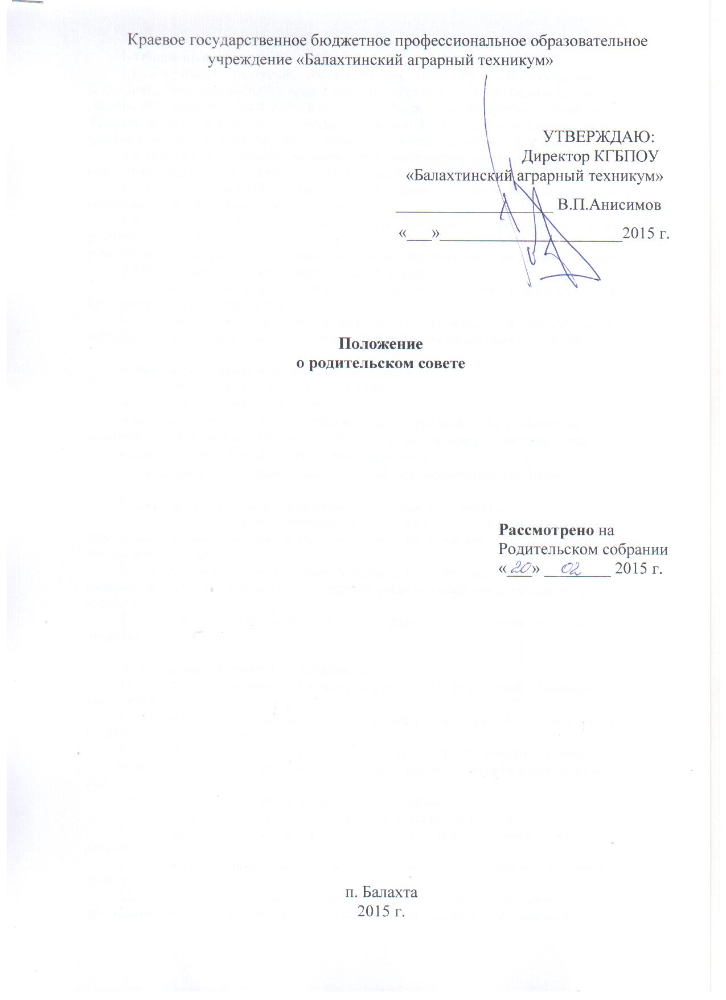 Краевое государственное бюджетное профессиональное образовательное
учреждение «Балахтинский аграрный техникум»
УТВЕРЖДАЮ:
Директор КГБПОУ
«Балахтинский аграрный техникум»
___________________ В.П.Анисимов
«___»______________________2015 г.
Положение
о родительском совете
Рассмотрено на
Родительском собрании
«20» 02 2015 г.
п. Балахта
2015 г.